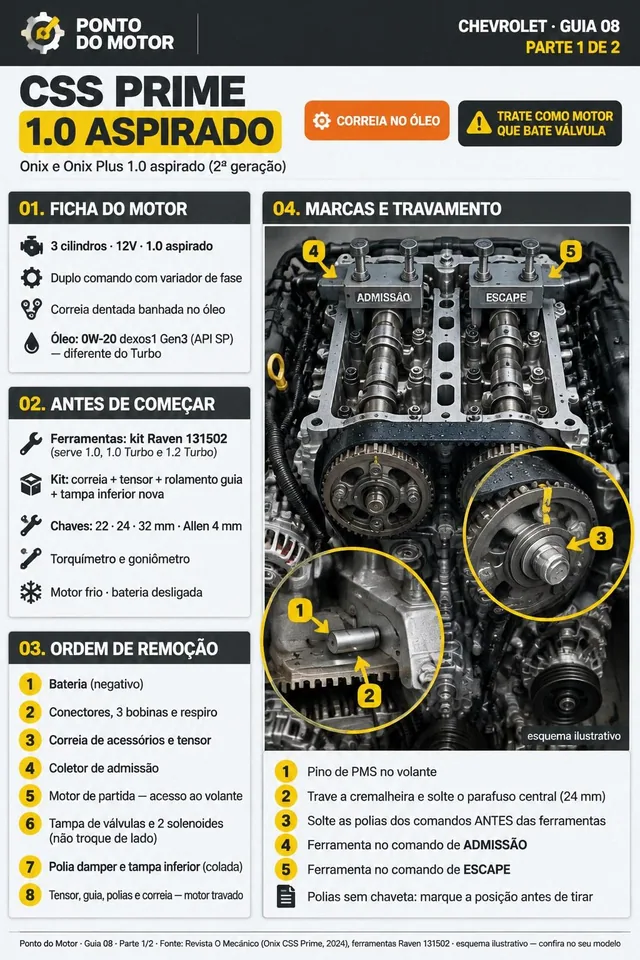 PONTO
DO MOTOR
CHEVROLET · GUIA 08
PARTE 1 DE 2
CSS PRIME
1.0 ASPIRADO
Onix e Onix Plus 1.0 aspirado (2ª geração)
CORREIA NO ÓLEO
TRATE COMO MOTOR
QUE BATE VÁLVULA
01. FICHA DO MOTOR
3 cilindros · 12V · 1.0 aspirado
Duplo comando com variador de fase
Correia dentada banhada no óleo
Óleo: 0W-20 dexos1 Gen3 (API SP)
— diferente do Turbo
02. ANTES DE COMEÇAR
Ferramentas: kit Raven 131502
(serve 1.0, 1.0 Turbo e 1.2 Turbo)
Kit: correia + tensor + rolamento guia
+ tampa inferior nova
Chaves: 22 · 24 · 32 mm · Allen 4 mm
Torquímetro e goniômetro
Motor frio · bateria desligada
03. ORDEM DE REMOÇÃO
1 Bateria (negativo)
2 Conectores, 3 bobinas e respiro
3 Correia de acessórios e tensor
4 Coletor de admissão
5 Motor de partida — acesso ao volante
6 Tampa de válvulas e 2 solenoides
(não troque de lado)
7 Polia damper e tampa inferior (colada)
8 Tensor, guia, polias e correia — motor travado
04. MARCAS E TRAVAMENTO
4
5
ADMISSÃO
ESCAPE
3
1
2
esquema ilustrativo
1 Pino de PMS no volante
2 Trave a cremalheira e solte o parafuso central (24 mm)
3 Solte as polias dos comandos ANTES das ferramentas
4 Ferramenta no comando de ADMISSÃO
5 Ferramenta no comando de ESCAPE
Polias sem chaveta: marque a posição antes de tirar
Ponto do Motor · Guia 08 · Parte 1/2 · Fonte: Revista O Mecânico (Onix CSS Prime, 2024), ferramentas Raven 131502 · esquema ilustrativo — confira no seu modelo